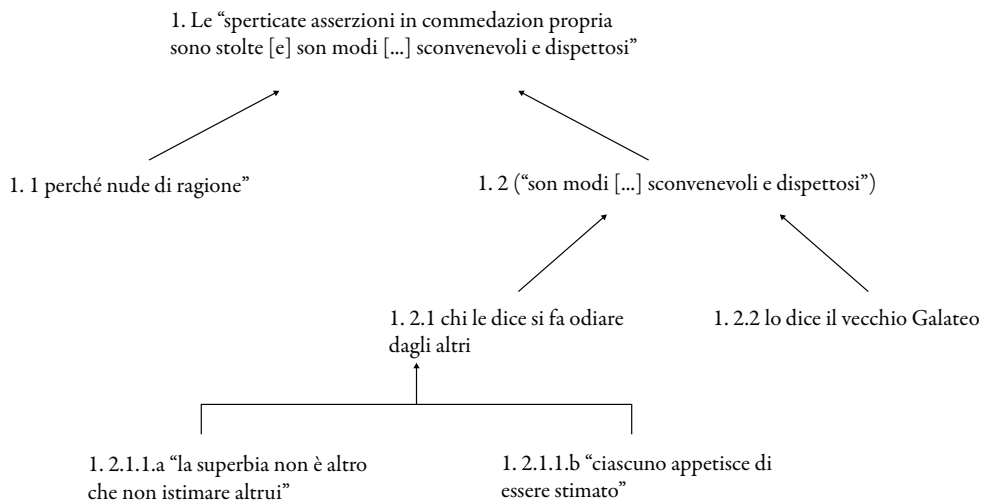 1. Le “sperticate asserzioni in commedazion propria
sono stolte [e] son modi [...] sconvenevoli e dispettosi”
1. 1 perché nude di ragione”
1. 2 (“son modi [...] sconvenevoli e dispettosi”)
1. 2.1 chi le dice si fa odiare
dagli altri
1. 2.2 lo dice il vecchio Galateo
1. 2.1.1.a “la superbia non è altro
che non istimare altrui”
1. 2.1.1.b “ciascuno appetisce di
essere stimato”